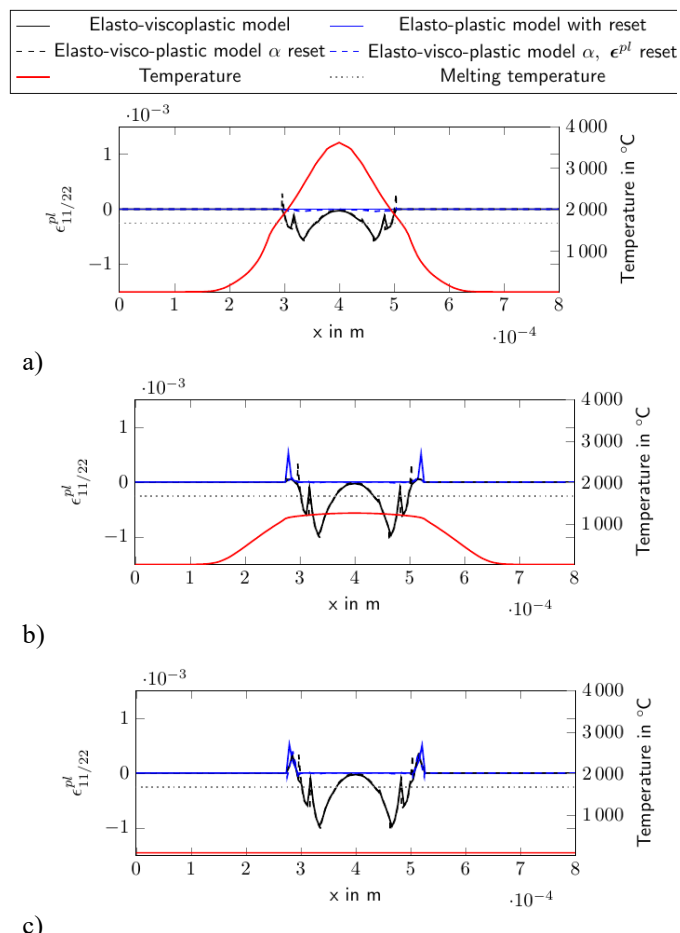 Elasto-viscoplastic model Elasto-plastic model with reset
Elasto-visco-plastic model α reset Elasto-visco-plastic model α, ϵ^pl reset
Temperature Melting temperature
·10^−3
4 000
3 000
2 000
1 000
1
0
−1
ϵ^pl_11/22
Temperature in °C
0 1 2 3 4 5 6 7 8
x in m
·10^−4
a)
·10^−3
4 000
3 000
2 000
1 000
1
0
−1
ϵ^pl_11/22
Temperature in °C
0 1 2 3 4 5 6 7 8
x in m
·10^−4
b)
·10^−3
4 000
3 000
2 000
1 000
1
0
−1
ϵ^pl_11/22
Temperature in °C
0 1 2 3 4 5 6 7 8
x in m
·10^−4
c)